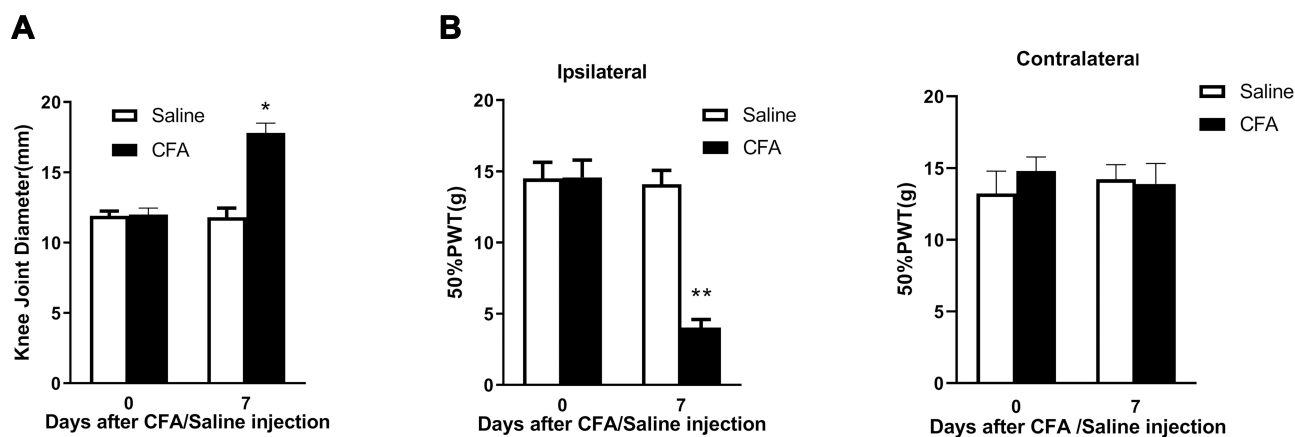 A
Knee Joint Diameter(mm)
20
15
10
5
0
Saline
CFA
*
0
7
Days after CFA/Saline injection
B
Ipsilateral
50%PWT(g)
20
15
10
5
0
Saline
CFA
**
0
7
Days after CFA/Saline injection
Contralateral
50%PWT(g)
20
15
10
5
0
Saline
CFA
0
7
Days after CFA /Saline injection